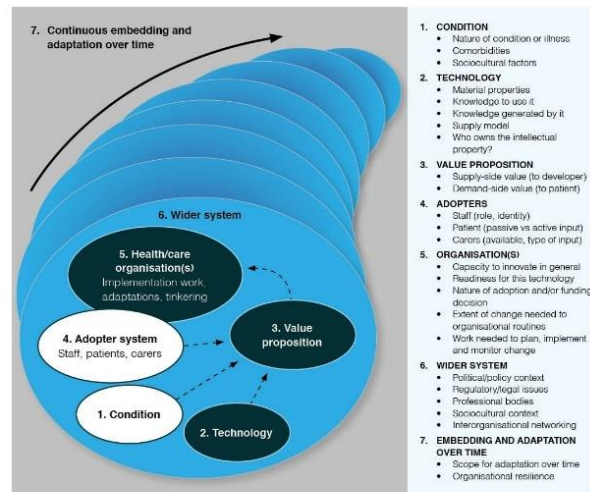 7. Continuous embedding and
adaptation over time
6. Wider system
5. Health/care
organisation(s)
Implementation work,
adaptations, tinkering
4. Adopter system
Staff, patients, carers
3. Value
proposition
1. Condition
2. Technology
1. CONDITION
• Nature of condition or illness
• Comorbidities
• Sociocultural factors
2. TECHNOLOGY
• Material properties
• Knowledge to use it
• Knowledge generated by it
• Supply model
• Who owns the intellectual
property?
3. VALUE PROPOSITION
• Supply-side value (to developer)
• Demand-side value (to patient)
4. ADOPTERS
• Staff (role, identity)
• Patient (passive vs active input)
• Carers (available, type of input)
5. ORGANISATION(S)
• Capacity to innovate in general
• Readiness for this technology
• Nature of adoption and/or funding
decision
• Extent of change needed to
organisational routines
• Work needed to plan, implement
and monitor change
6. WIDER SYSTEM
• Political/policy context
• Regulatory/legal issues
• Professional bodies
• Sociocultural context
• Interorganisational networking
7. EMBEDDING AND ADAPTATION
OVER TIME
• Scope for adaptation over time
• Organisational resilience